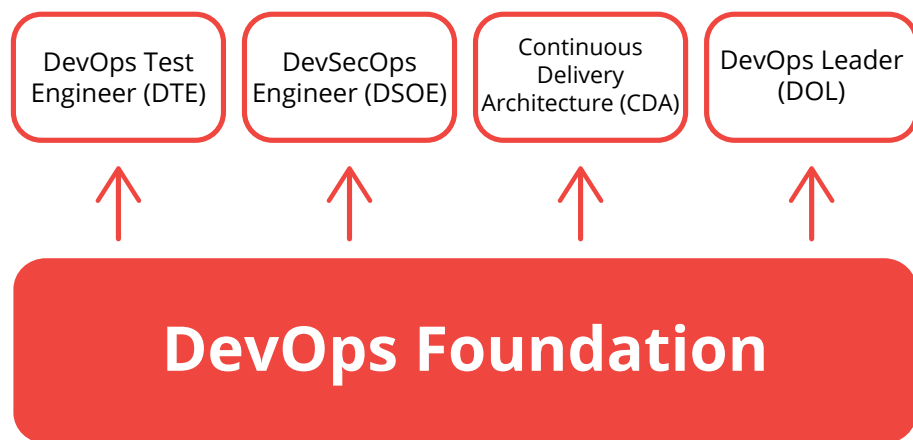 DevOps Test
Engineer (DTE)
DevSecOps
Engineer (DSOE)
Continuous
Delivery
Architecture (CDA)
DevOps Leader
(DOL)
DevOps Foundation